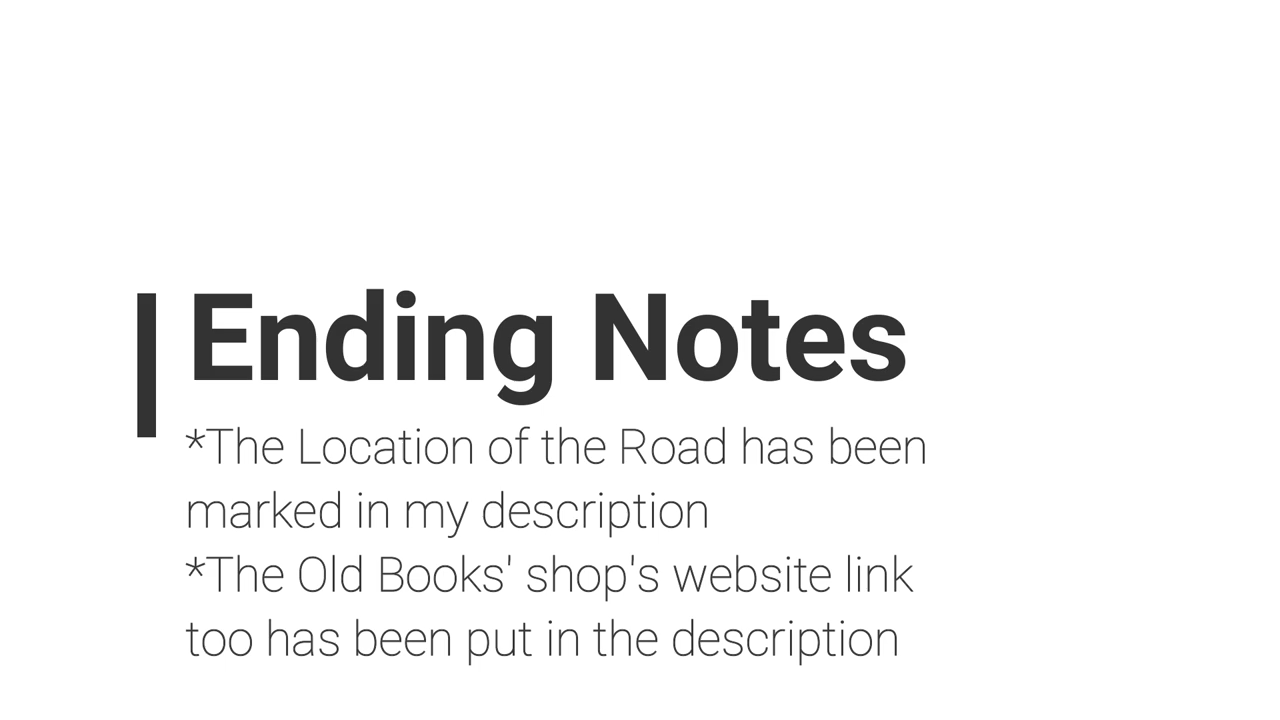 Ending Notes
*The Location of the Road has been
marked in my description
*The Old Books' shop's website link
too has been put in the description